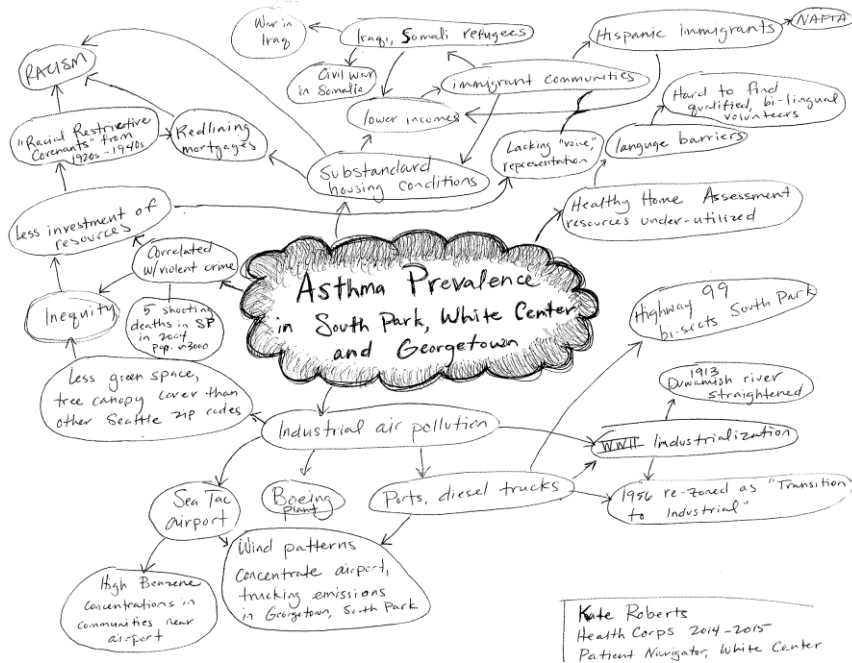 War in
Iraq
Iraqi, Somali refugees
Hispanic immigrants
NAFTA
RACISM
Civil war
in Somalia
immigrant communities
Hard to find
qualified, bi-lingual
volunteers
lower incomes
"Racial Restrictive
Covenants" from
1920s-1940s
Redlining
mortgages
Lacking "voice,"
representation
languge barriers
Substandard
housing conditions
Healthy Home Assessment
resources under-utilized
Less investment of
resources
Correlated
w/violent crime
Asthma Prevalence
in South Park, White Center
and Georgetown
Inequity
5 shooting
deaths in SP
in 2004
Pop. ~3000
Highway 99
bi-sects South Park
Less green space,
tree canopy cover than
other Seattle zip codes
1913
Duwamish river
straightened
Industrial air pollution
WWII Industrialization
Sea Tac
airport
Boeing
plant
Ports, diesel trucks
1956 re-zoned as "Transition
to Industrial"
Wind patterns
concentrate airport,
trucking emissions
in Georgetown, South Park
High Benzene
concentrations in
communities near
airport
Kate Roberts
Health Corps 2014-2015
Patient Navigator, White Center